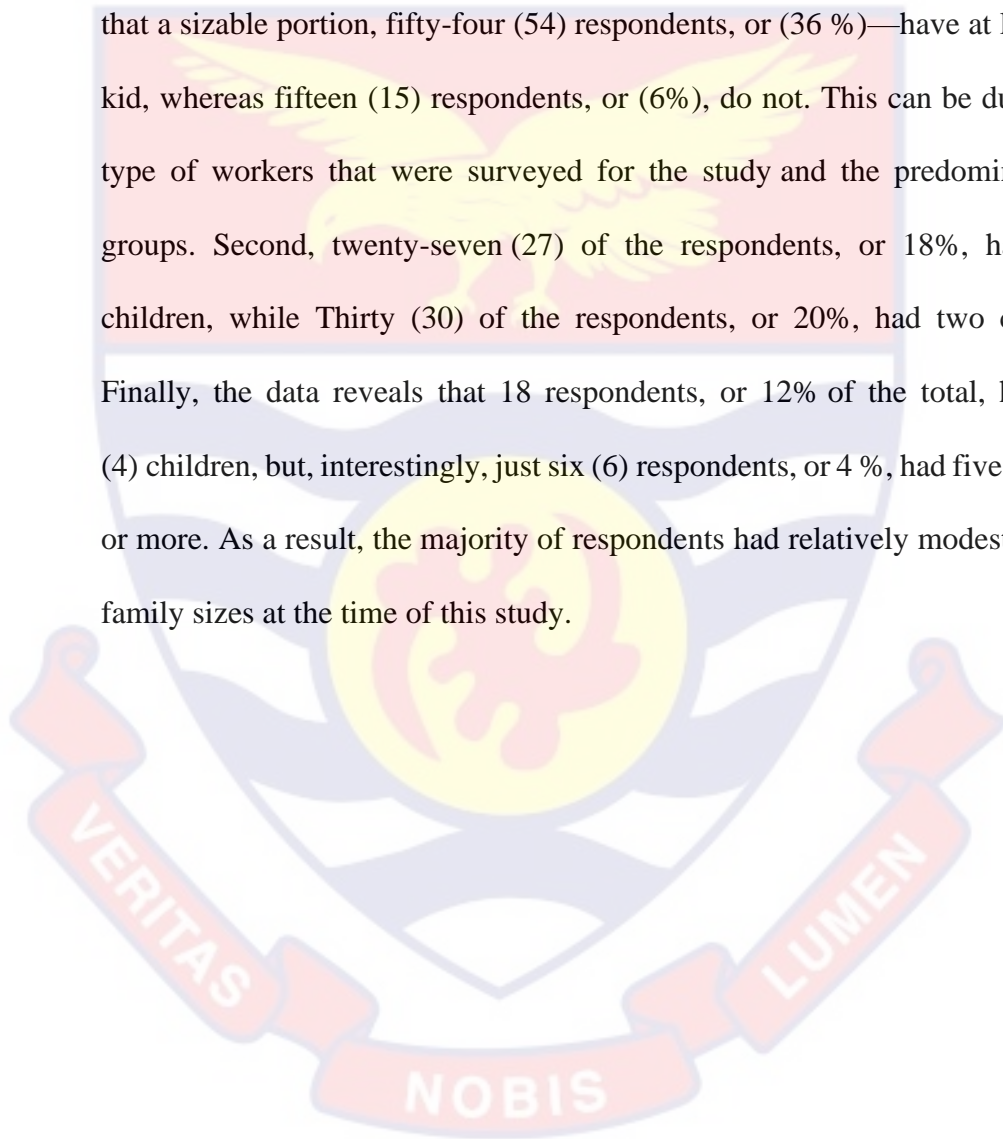 that a sizable portion, fifty-four (54) respondents, or (36 %)—have at
kid, whereas fifteen (15) respondents, or (6%), do not. This can be
type of workers that were surveyed for the study and the
groups. Second, twenty-seven (27) of the respondents, or 18%,
children, while Thirty (30) of the respondents, or 20%, had two
Finally, the data reveals that 18 respondents, or 12% of the total,
(4) children, but, interestingly, just six (6) respondents, or 4 %, had five
or more. As a result, the majority of respondents had relatively modest
family sizes at the time of this study.
VERITAS
NOBIS
LUMEN